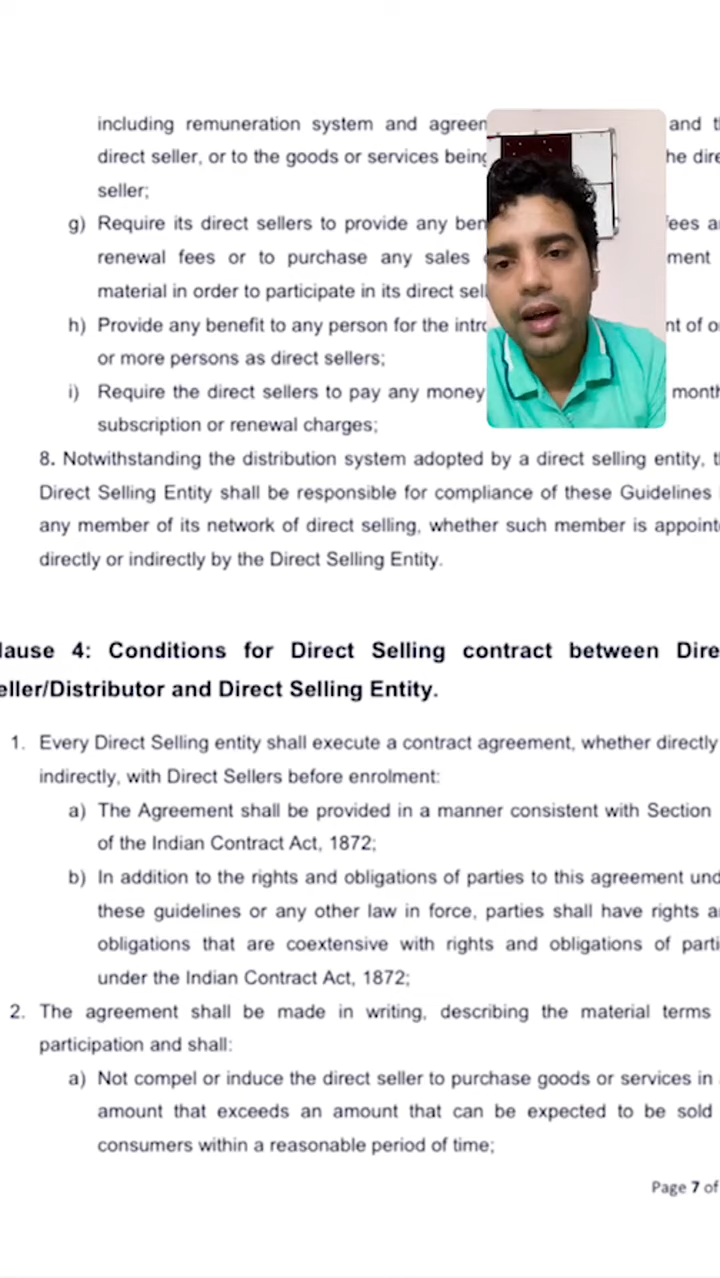 including remuneration system and agreem and th
direct seller, or to the goods or services being he dire
seller;
g) Require its direct sellers to provide any ben fees a
renewal fees or to purchase any sales ment
material in order to participate in its direct sell
h) Provide any benefit to any person for the intro nt of o
or more persons as direct sellers;
i) Require the direct sellers to pay any money month
subscription or renewal charges;
8. Notwithstanding the distribution system adopted by a direct selling entity, t
Direct Selling Entity shall be responsible for compliance of these Guidelines
any member of its network of direct selling, whether such member is appointe
directly or indirectly by the Direct Selling Entity.
lause 4: Conditions for Direct Selling contract between Dire
eller/Distributor and Direct Selling Entity.
1. Every Direct Selling entity shall execute a contract agreement, whether directly
indirectly, with Direct Sellers before enrolment:
a) The Agreement shall be provided in a manner consistent with Section
of the Indian Contract Act, 1872;
b) In addition to the rights and obligations of parties to this agreement und
these guidelines or any other law in force, parties shall have rights a
obligations that are coextensive with rights and obligations of parti
under the Indian Contract Act, 1872;
2. The agreement shall be made in writing, describing the material terms
participation and shall:
a) Not compel or induce the direct seller to purchase goods or services in
amount that exceeds an amount that can be expected to be sold
consumers within a reasonable period of time;
Page 7 of